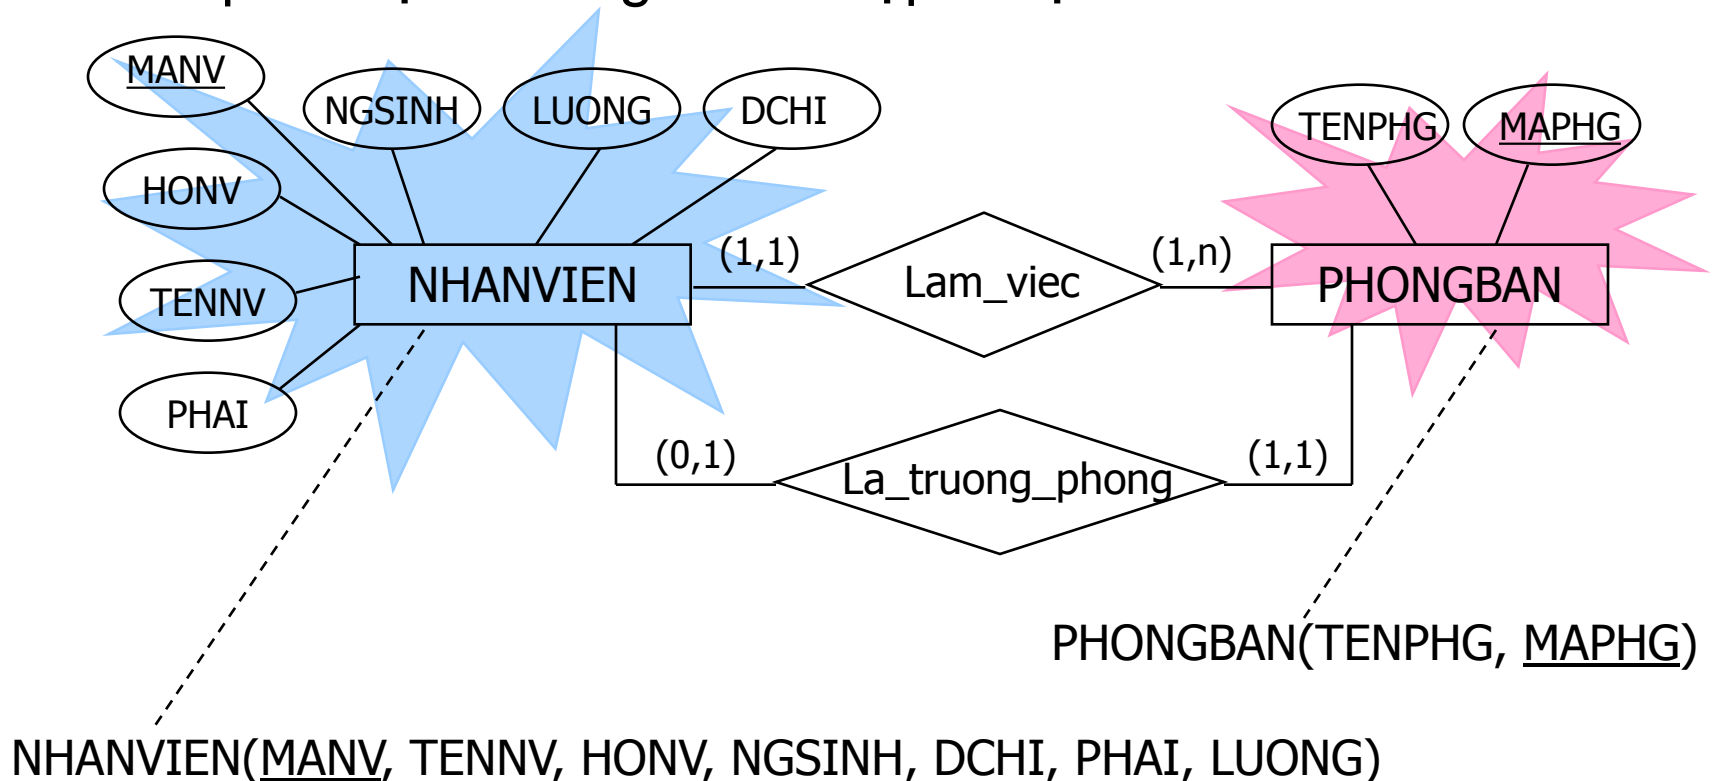 MANV
NGSINH
LUONG
DCHI
TENPHG
MAPHG
HONV
TENNV
PHAI
NHANVIEN
(1,1)
Lam_viec
(1,n)
PHONGBAN
(0,1)
La_truong_phong
(1,1)
PHONGBAN(TENPHG, MAPHG)
NHANVIEN(MANV, TENNV, HONV, NGSINH, DCHI, PHAI, LUONG)